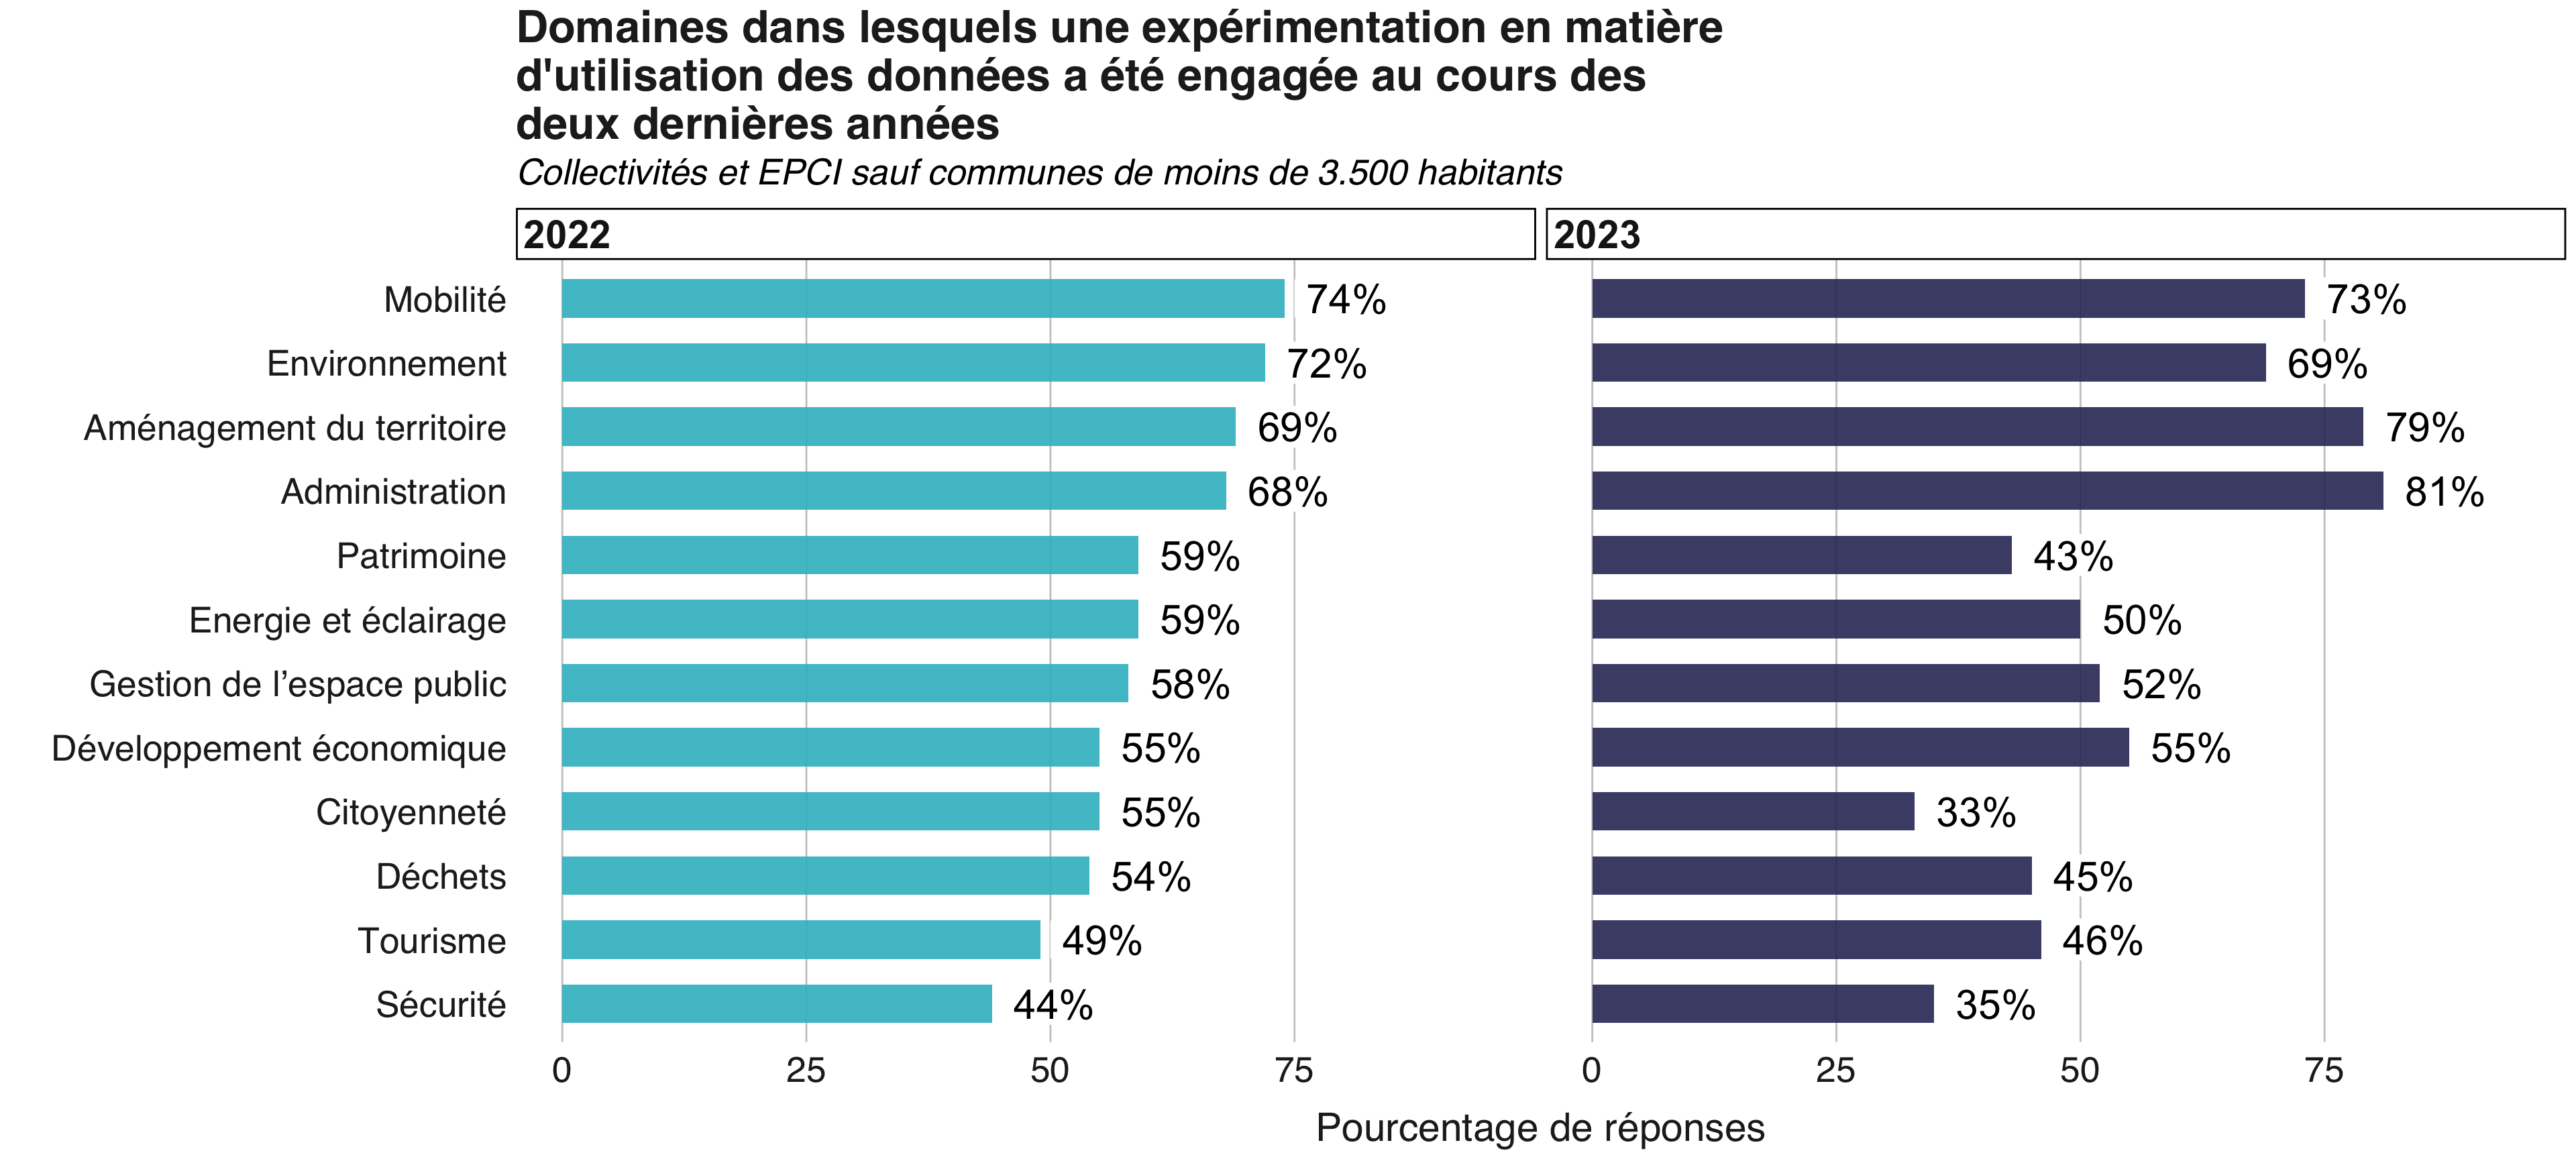 Domaines dans lesquels une expérimentation en matière
d'utilisation des données a été engagée au cours des
deux dernières années
Collectivités et EPCI sauf communes de moins de 3.500 habitants
2022 2023
Mobilité 74% 73%
Environnement 72% 69%
Aménagement du territoire 69% 79%
Administration 68% 81%
Patrimoine 59% 43%
Energie et éclairage 59% 50%
Gestion de l’espace public 58% 52%
Développement économique 55% 55%
Citoyenneté 55% 33%
Déchets 54% 45%
Tourisme 49% 46%
Sécurité 44% 35%
0 25 50 75 0 25 50 75
Pourcentage de réponses